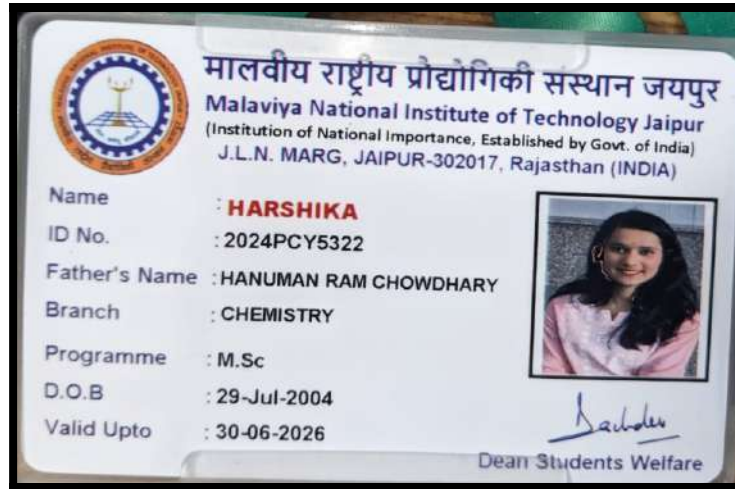 मालवीय राष्ट्रीय प्रोद्योगिकी संस्थान जयपुर
Malaviya National Institute of Technology Jaipur
(Institution of National Importance, Established by Govt. of India)
J.L.N. MARG, JAIPUR-302017, Rajasthan (INDIA)
Name : HARSHIKA
ID No. : 2024PCY5322
Father's Name : HANUMAN RAM CHOWDHARY
Branch : CHEMISTRY
Programme : M.Sc
D.O.B : 29-Jul-2004
Valid Upto : 30-06-2026
Dean Students Welfare